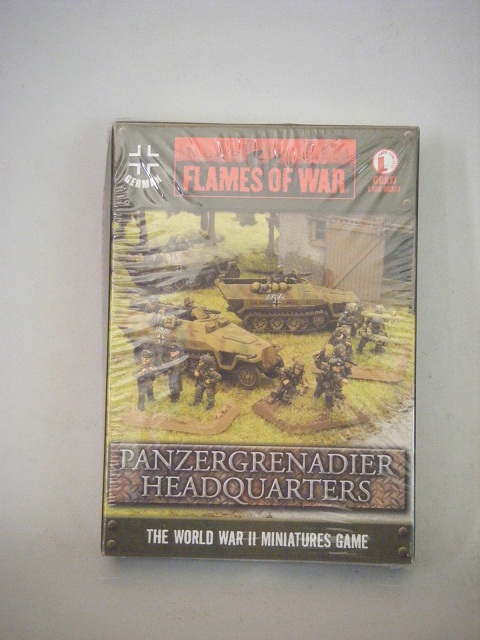 GERMAN
FLAMES OF WAR
PANZERGRENADIER
HEADQUARTERS
THE WORLD WAR II MINIATURES GAME